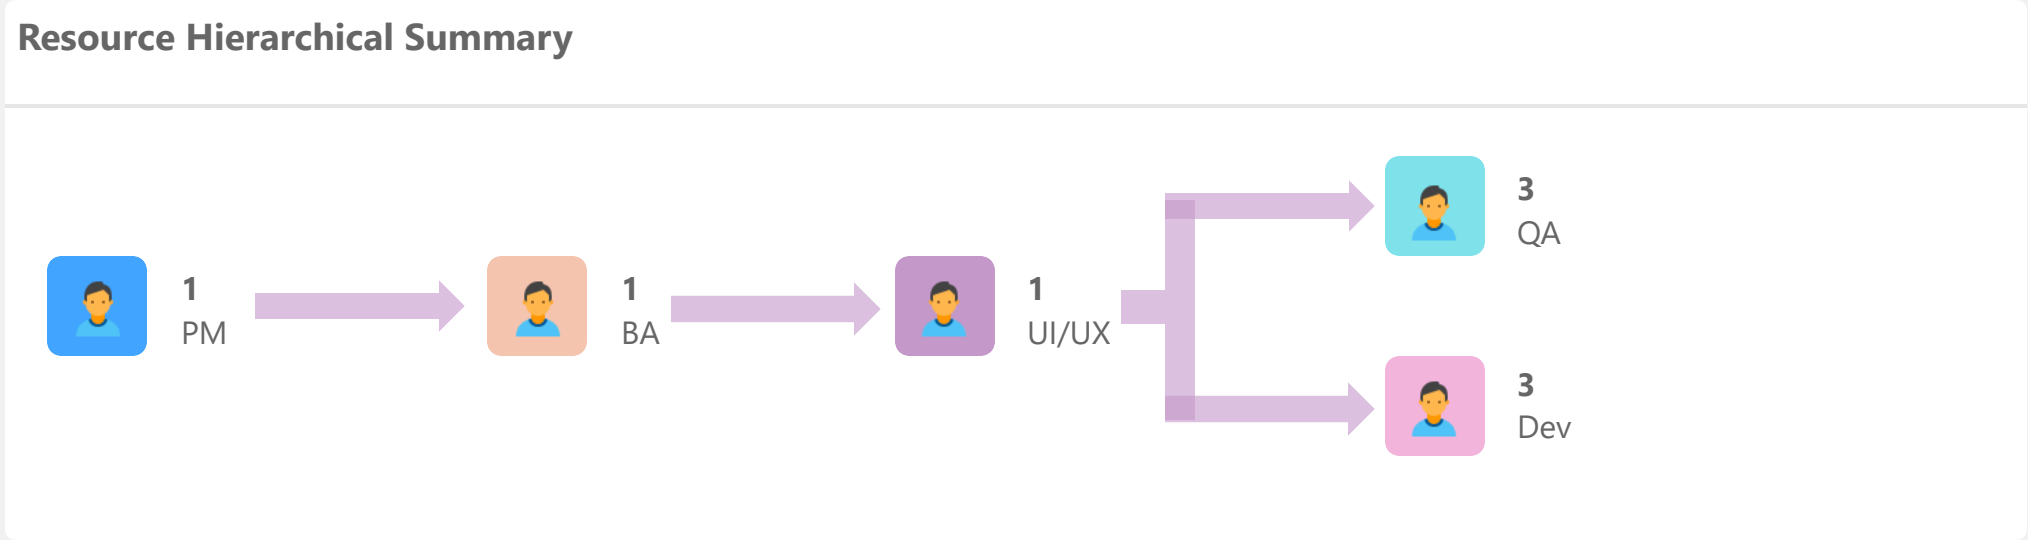 Resource Hierarchical Summary
1
PM
1
BA
1
UI/UX
3
QA
3
Dev